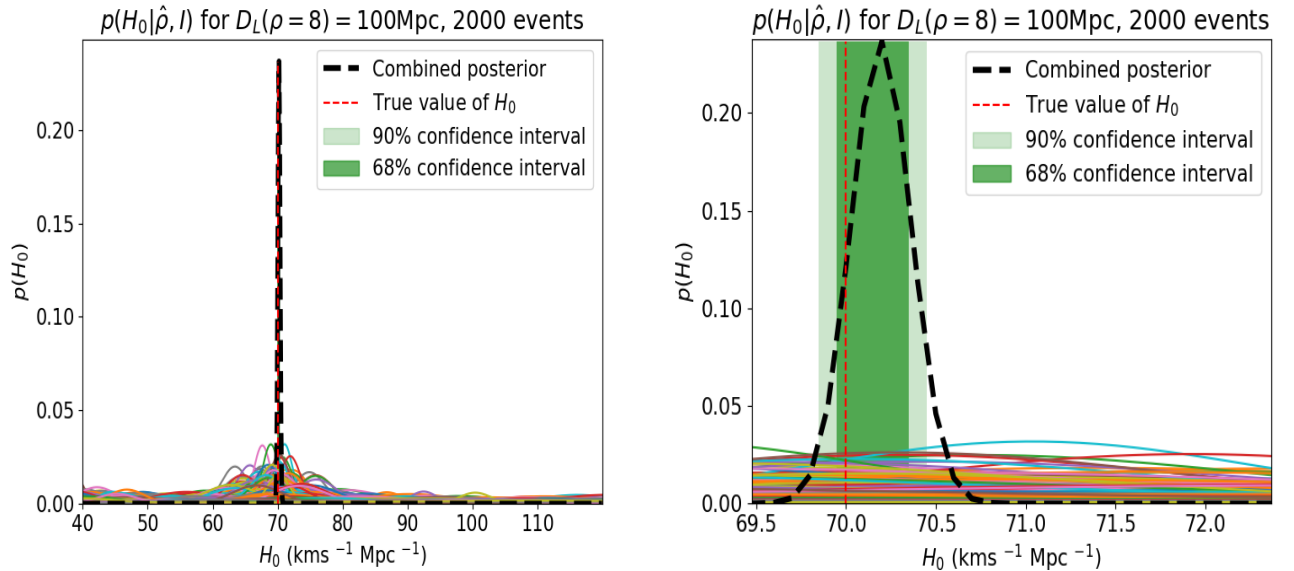 p(H₀|ρ̂, I) for D_L(ρ = 8) = 100Mpc, 2000 events
Combined posterior
True value of H₀
90% confidence interval
68% confidence interval
p(H₀)
0.20
0.15
0.10
0.05
0.00
40 50 60 70 80 90 100 110
H₀ (kms ⁻¹ Mpc ⁻¹)
p(H₀|ρ̂, I) for D_L(ρ = 8) = 100Mpc, 2000 events
Combined posterior
True value of H₀
90% confidence interval
68% confidence interval
p(H₀)
0.20
0.15
0.10
0.05
0.00
69.5 70.0 70.5 71.0 71.5 72.0
H₀ (kms ⁻¹ Mpc ⁻¹)